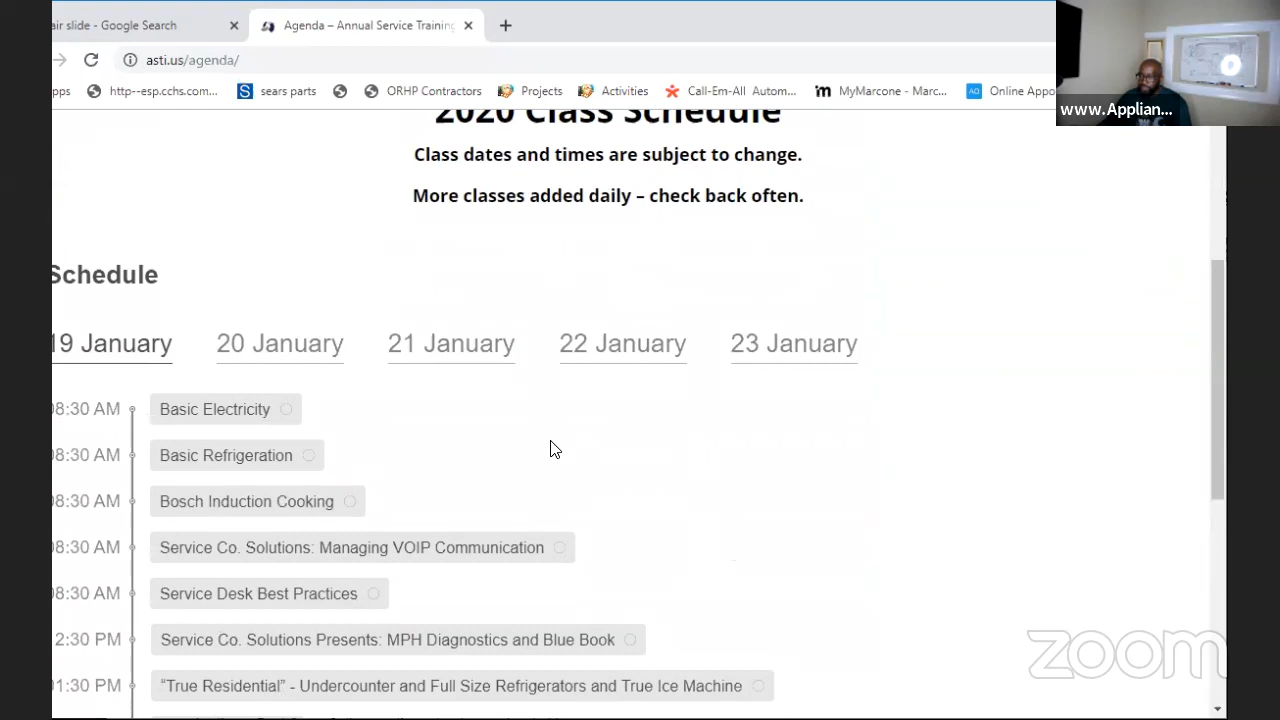 air slide - Google Search
Agenda – Annual Service Training
asti.us/agenda/
pps
http--esp.cchs.com...
sears parts
ORHP Contractors
Projects
Activities
Call-Em-All Autom...
MyMarcone - Marc...
Online Appo
www.Applian...
2020 Class Schedule
Class dates and times are subject to change.
More classes added daily – check back often.
Schedule
19 January 20 January 21 January 22 January 23 January
08:30 AM Basic Electricity
08:30 AM Basic Refrigeration
08:30 AM Bosch Induction Cooking
08:30 AM Service Co. Solutions: Managing VOIP Communication
08:30 AM Service Desk Best Practices
2:30 PM Service Co. Solutions Presents: MPH Diagnostics and Blue Book
01:30 PM “True Residential” - Undercounter and Full Size Refrigerators and True Ice Machine
zoom